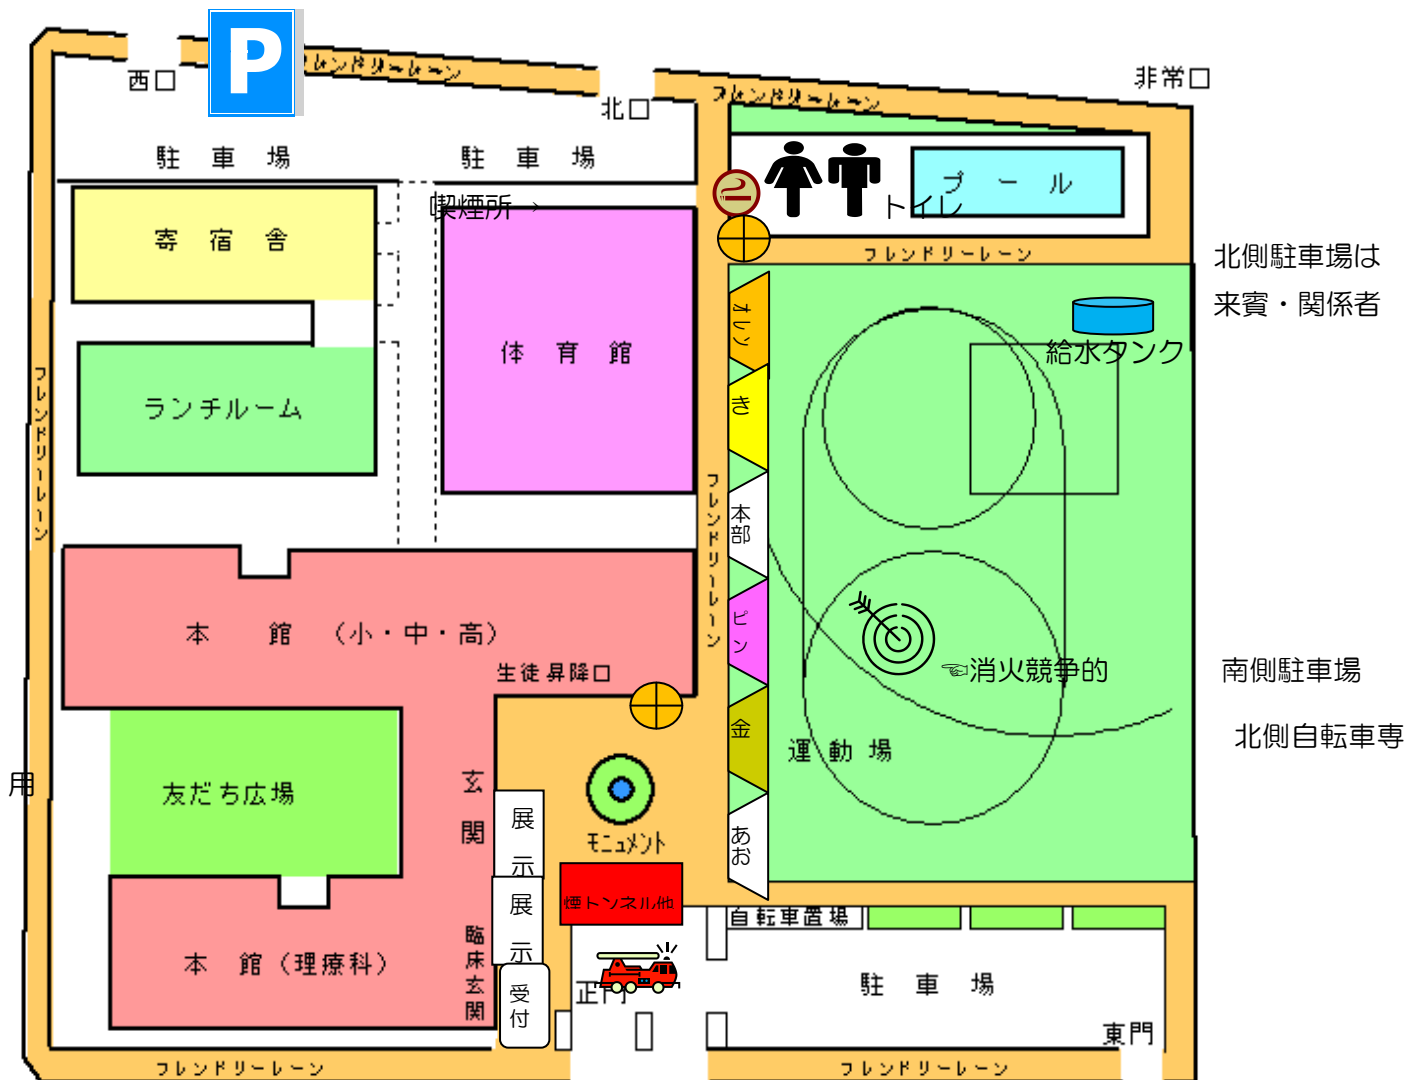 P
フレンドリーレーン
西口
北口
フレンドリーレーン
非常口
駐車場
駐車場
喫煙所→
トイレ
プール
寄宿舎
フレンドリーレーン
北側駐車場は
来賓・関係者
オレン
給水タンク
体育館
き
ランチルーム
フレンドリーレーン
フレンドリーレーン
本部
本館（小・中・高）
ピン
生徒昇降口
☜消火競争的
南側駐車場
北側自転車専
用
金
運動場
友だち広場
玄関
展示
モニュメント
あお
展示
煙トンネル他
自転車置場
本館（理療科）
臨床玄関
受付
正門
駐車場
東門
フレンドリーレーン
フレンドリーレーン